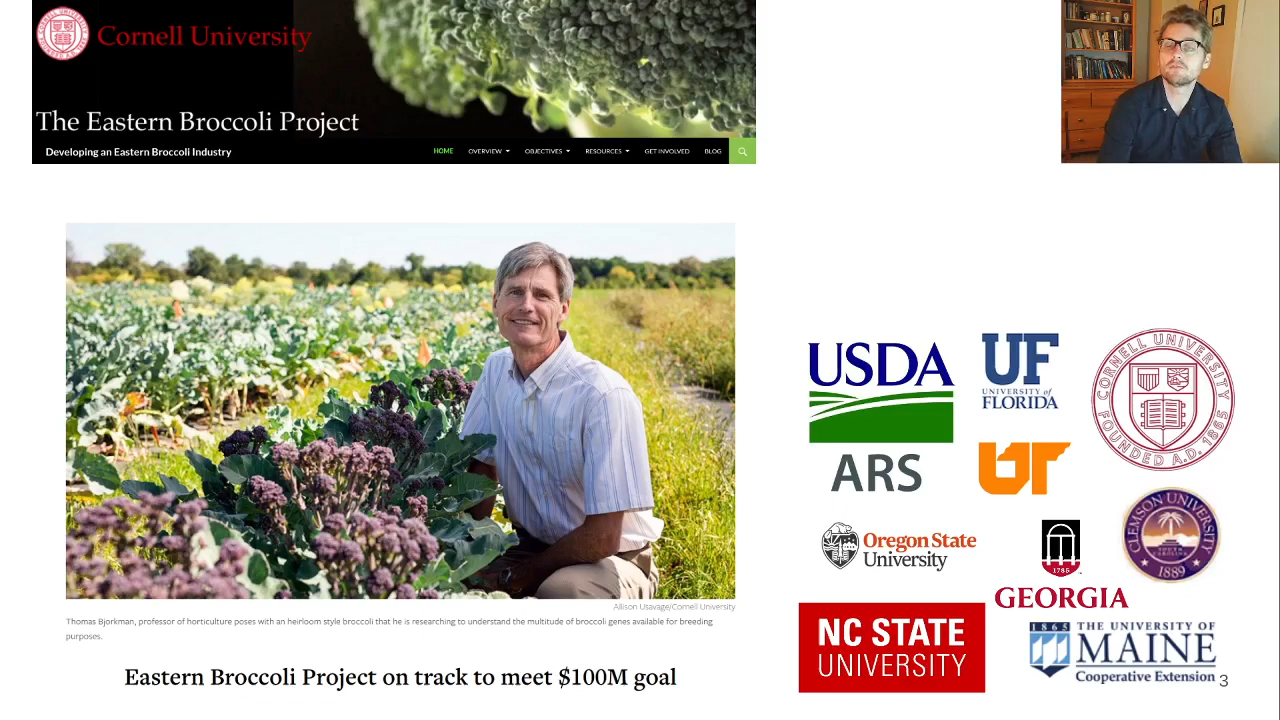 Cornell University
The Eastern Broccoli Project
Developing an Eastern Broccoli Industry
HOME OVERVIEW OBJECTIVES RESOURCES GET INVOLVED BLOG
Allison Usavage/Cornell University
Thomas Bjorkman, professor of horticulture poses with an heirloom style broccoli that he is researching to understand the multitude of broccoli genes available for breeding
purposes.
Eastern Broccoli Project on track to meet $100M goal
USDA
ARS
UF
UNIVERSITY of
FLORIDA
CORNELL UNIVERSITY
FOUNDED A.D. 1865
UT
Oregon State
University
1785
GEORGIA
CLEMSON UNIVERSITY
SOUTH
CAROLINA
1889
NC STATE
UNIVERSITY
1865 THE UNIVERSITY OF
MAINE
Cooperative Extension
3